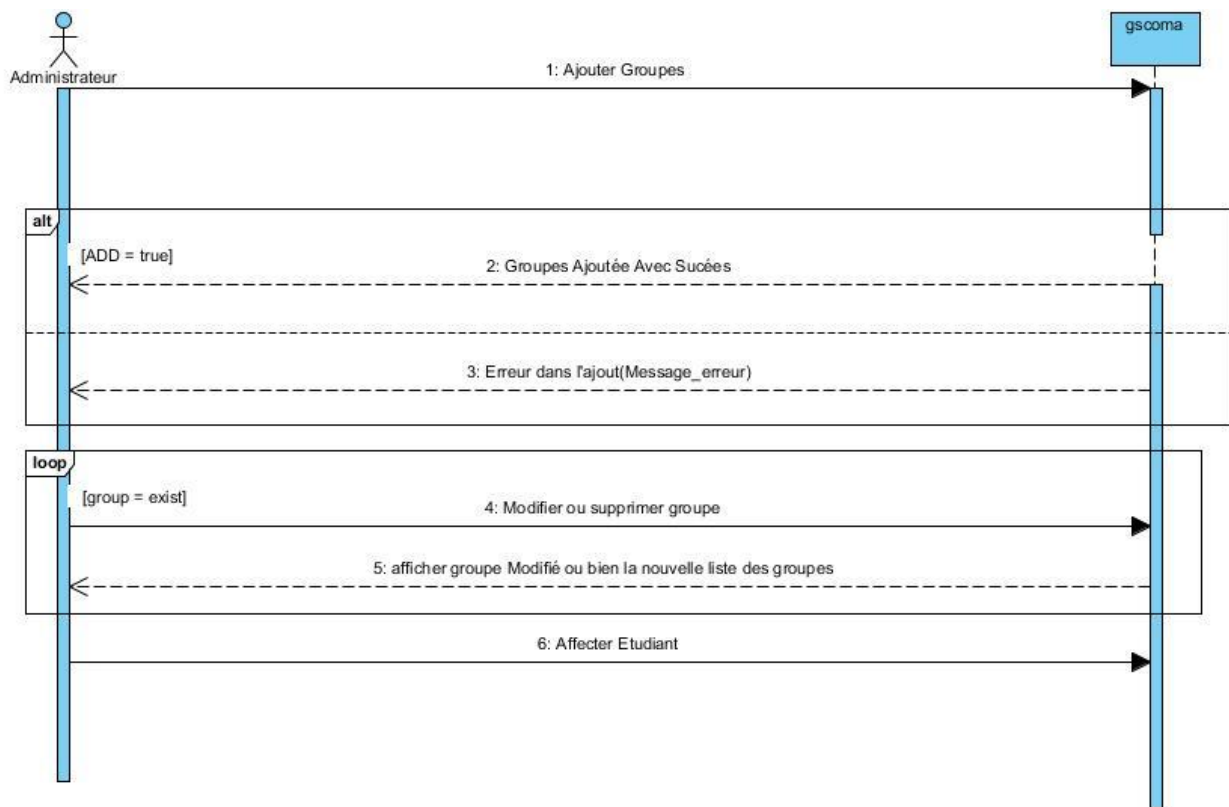 gscoma
Administrateur
1: Ajouter Groupes
alt
[ADD = true]
2: Groupes Ajoutée Avec Sucées
3: Erreur dans l'ajout(Message_erreur)
loop
[group = exist]
4: Modifier ou supprimer groupe
5: afficher groupe Modifié ou bien la nouvelle liste des groupes
6: Affecter Etudiant